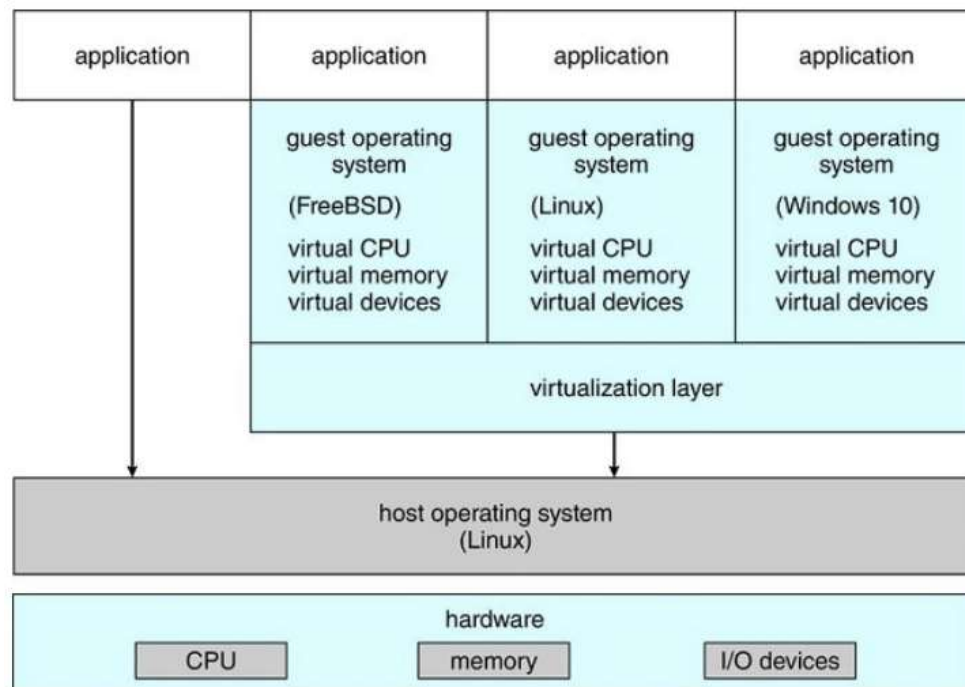 application
application
application
application
guest operating
system
(FreeBSD)
virtual CPU
virtual memory
virtual devices
guest operating
system
(Linux)
virtual CPU
virtual memory
virtual devices
guest operating
system
(Windows 10)
virtual CPU
virtual memory
virtual devices
virtualization layer
host operating system
(Linux)
hardware
CPU
memory
I/O devices